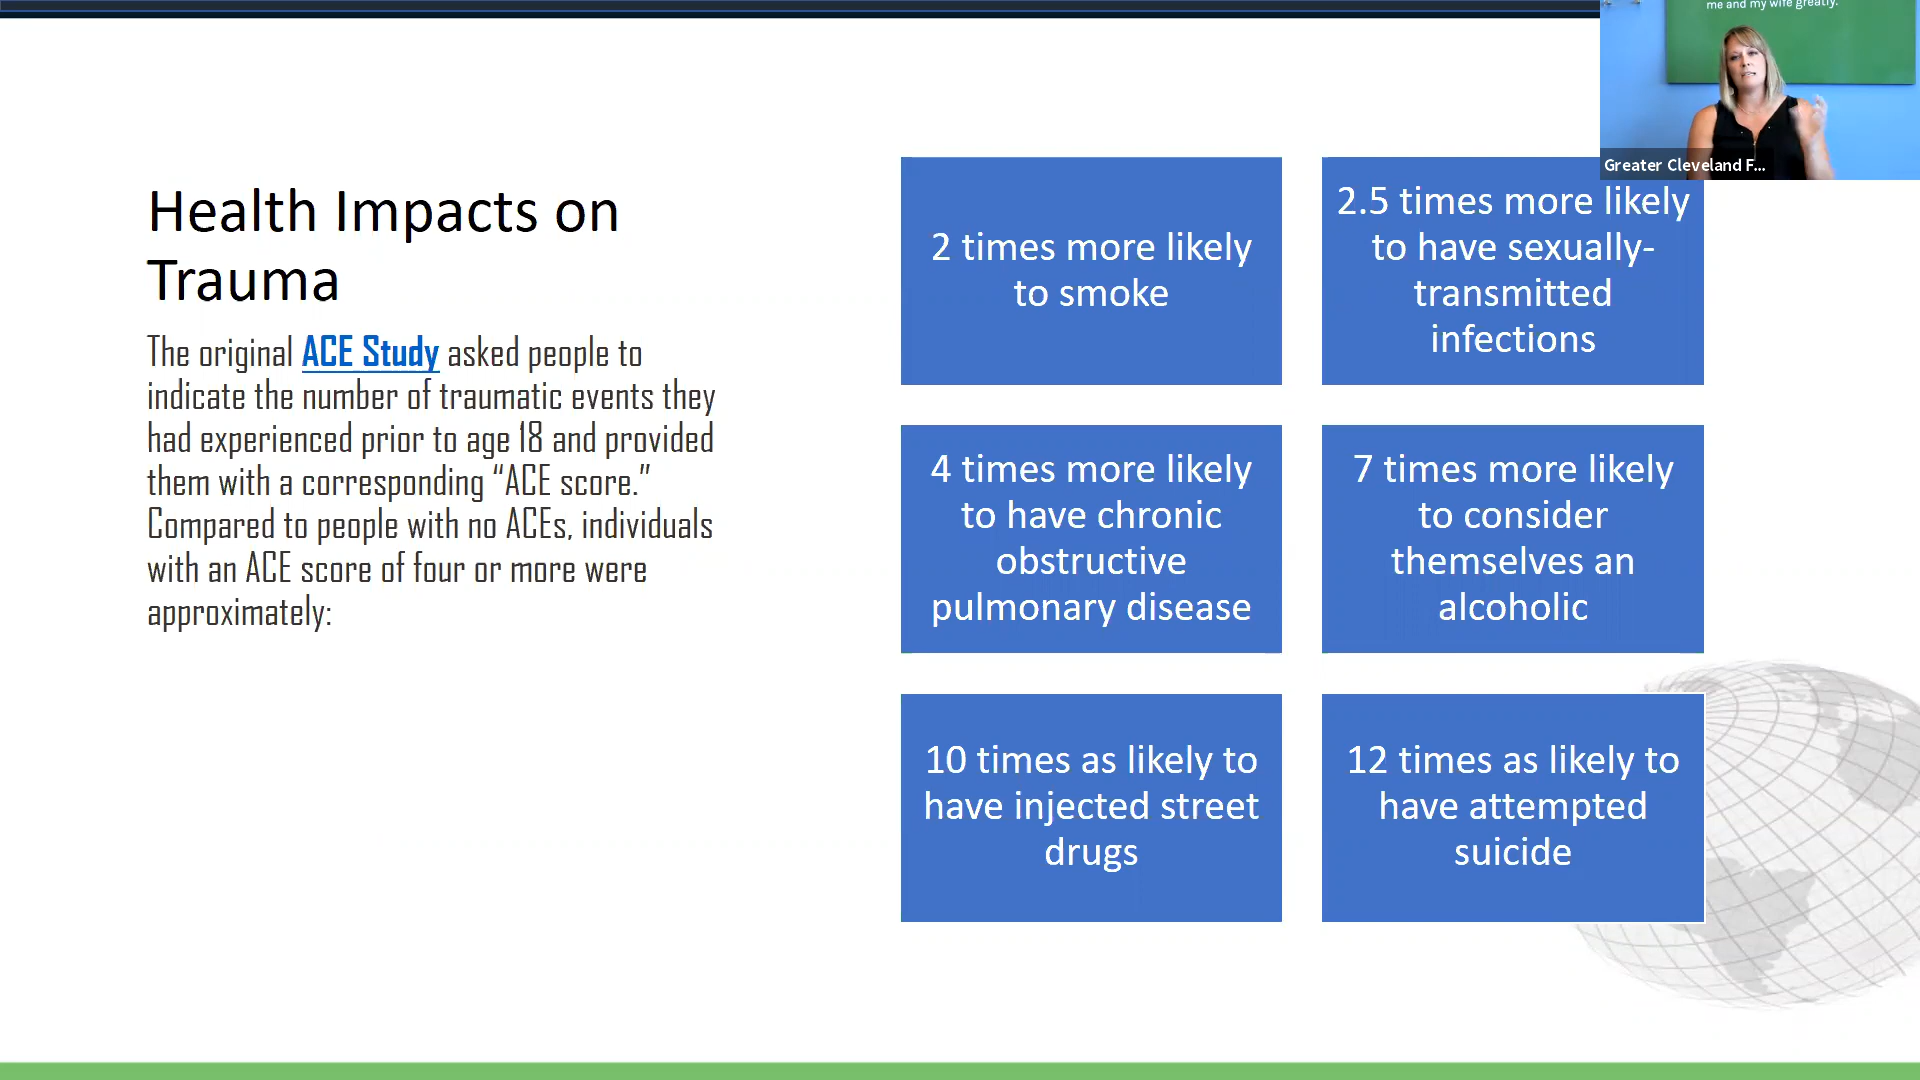 me and my wife greatly.
Greater Cleveland F...
Health Impacts on
Trauma
The original ACE Study asked people to
indicate the number of traumatic events they
had experienced prior to age 18 and provided
them with a corresponding “ACE score.”
Compared to people with no ACEs, individuals
with an ACE score of four or more were
approximately:
2 times more likely
to smoke
2.5 times more likely
to have sexually-
transmitted
infections
4 times more likely
to have chronic
obstructive
pulmonary disease
7 times more likely
to consider
themselves an
alcoholic
10 times as likely to
have injected street
drugs
12 times as likely to
have attempted
suicide